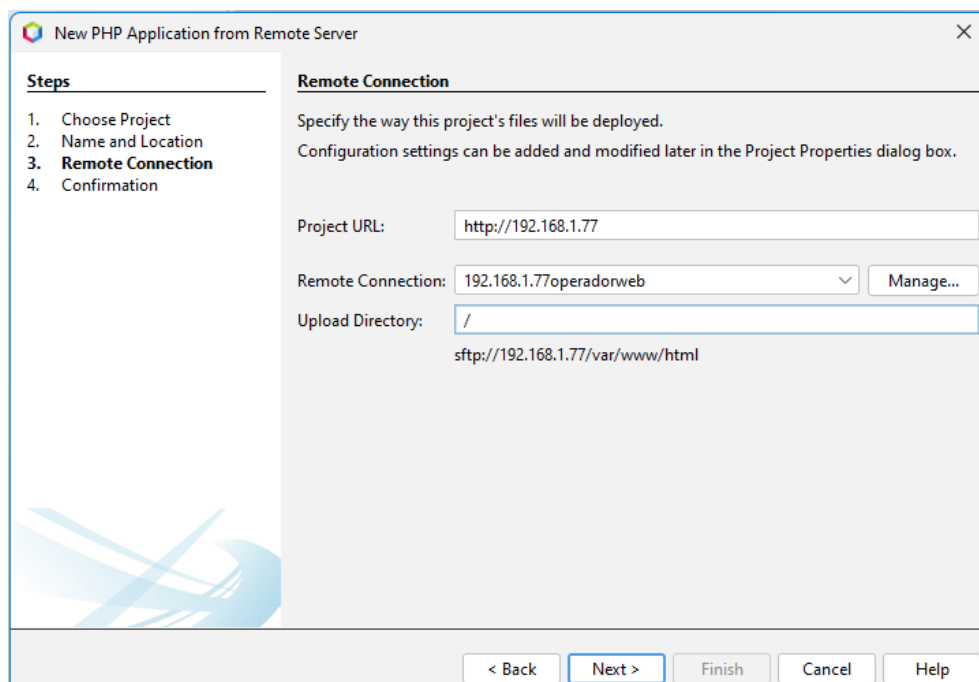 New PHP Application from Remote Server
Steps
1. Choose Project
2. Name and Location
3. Remote Connection
4. Confirmation
Remote Connection
Specify the way this project's files will be deployed.
Configuration settings can be added and modified later in the Project Properties dialog box.
Project URL: http://192.168.1.77
Remote Connection: 192.168.1.77operadorweb Manage...
Upload Directory: /
sftp://192.168.1.77/var/www/html
< Back Next > Finish Cancel Help